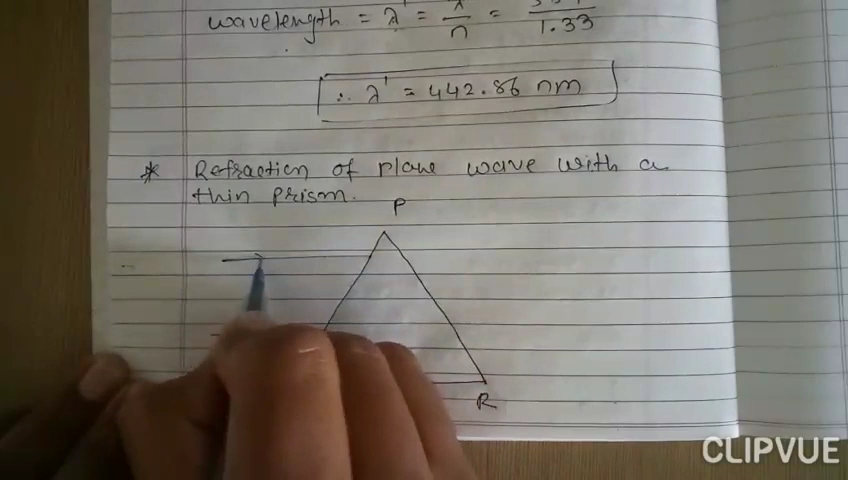 wavelength = λ' = λ/n = /1.33
∴ λ' = 442.86 nm
* Refraction of plane wave with a
thin prism.
P
R
CLIPVUE